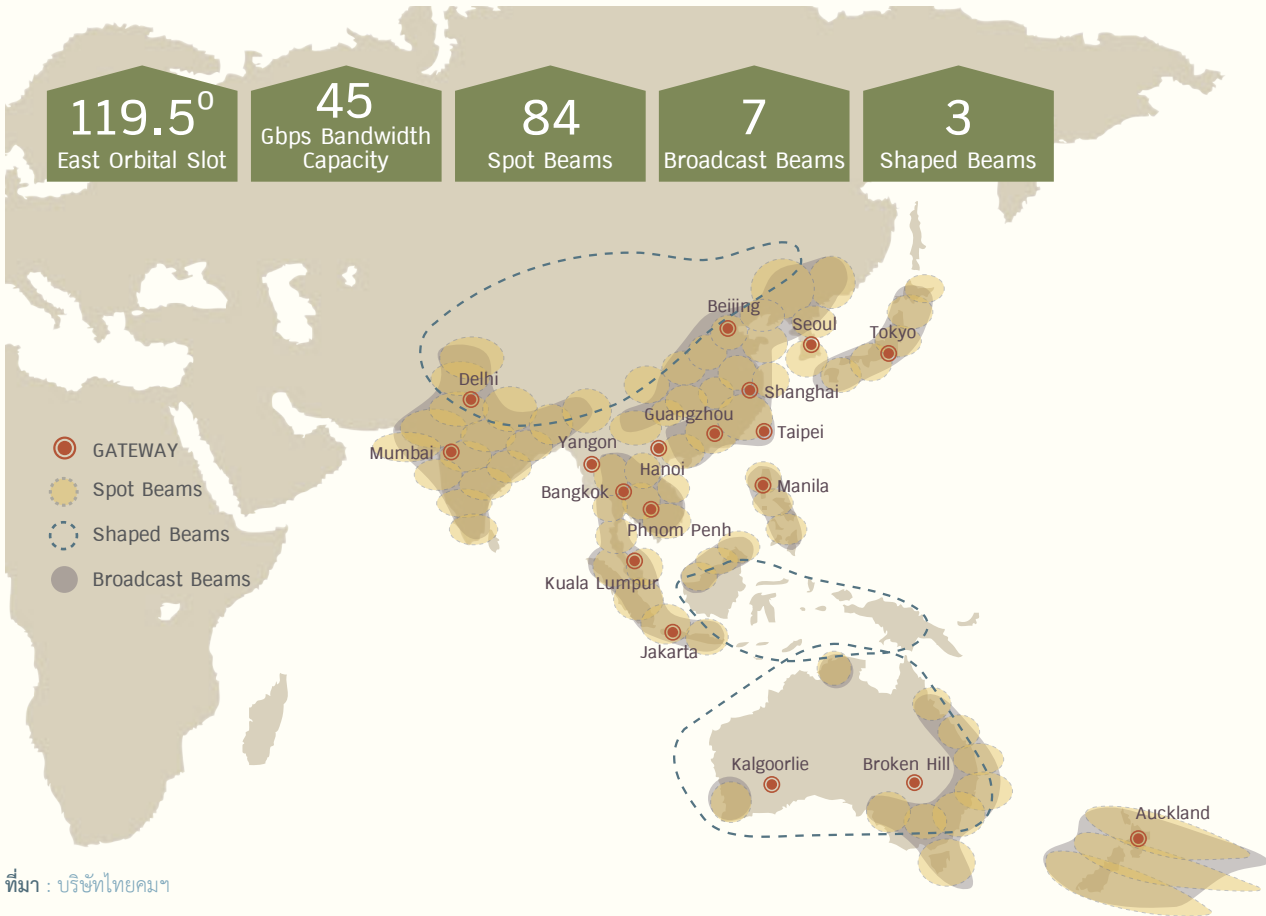 119.5⁰
East Orbital Slot
45
Gbps Bandwidth
Capacity
84
Spot Beams
7
Broadcast Beams
3
Shaped Beams
Beijing
Seoul
Tokyo
Delhi
Shanghai
Guangzhou
Taipei
Yangon
Mumbai
Hanoi
Bangkok
Manila
Phnom Penh
Kuala Lumpur
Jakarta
GATEWAY
Spot Beams
Shaped Beams
Broadcast Beams
Kalgoorlie
Broken Hill
Auckland
ที่มา : บริษัทไทยคมฯ